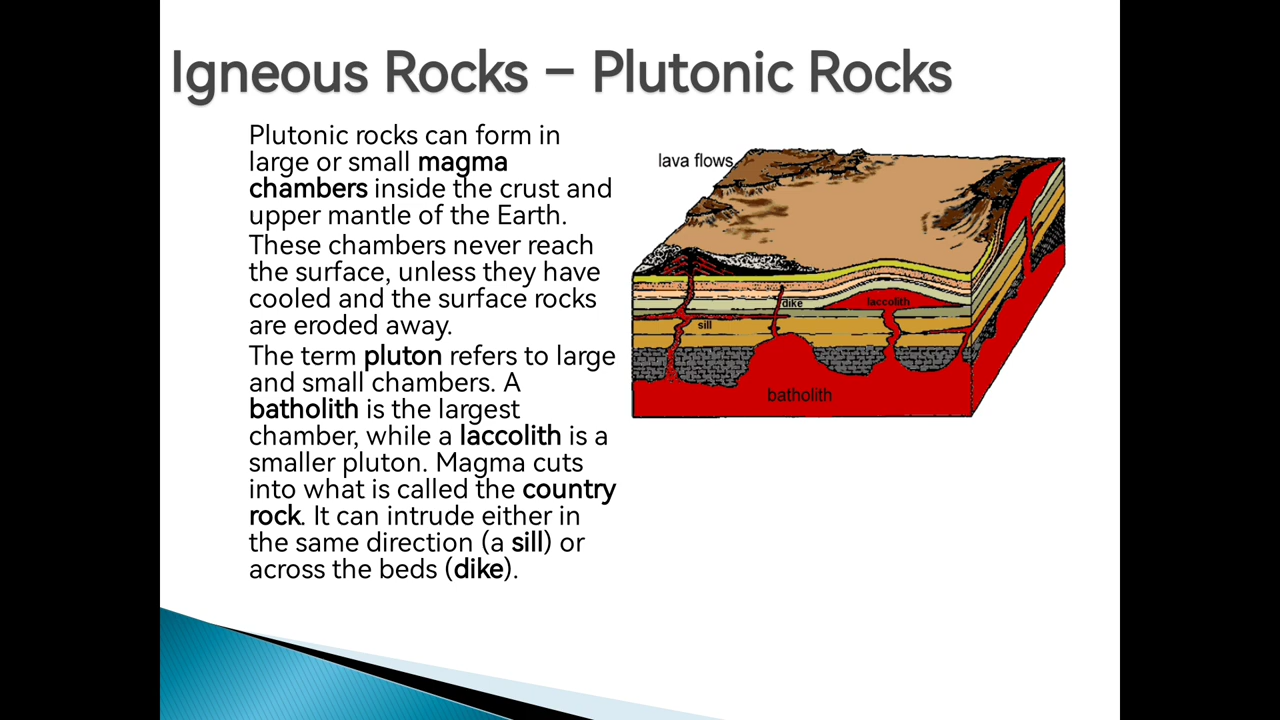 Igneous Rocks – Plutonic Rocks
Plutonic rocks can form in
large or small magma
chambers inside the crust and
upper mantle of the Earth.
These chambers never reach
the surface, unless they have
cooled and the surface rocks
are eroded away.
The term pluton refers to large
and small chambers. A
batholith is the largest
chamber, while a laccolith is a
smaller pluton. Magma cuts
into what is called the country
rock. It can intrude either in
the same direction (a sill) or
across the beds (dike).
lava flows
dike
laccolith
sill
batholith